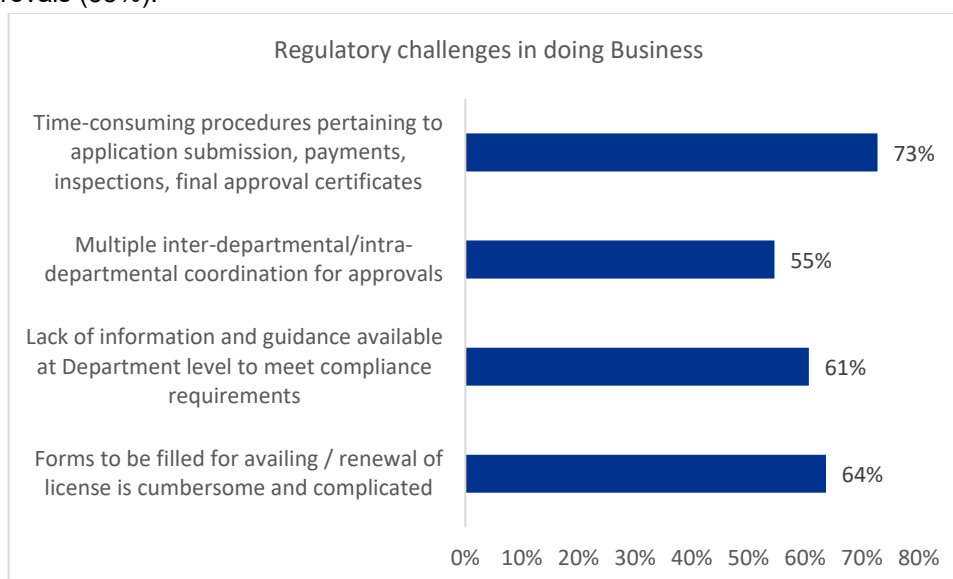 Regulatory challenges in doing Business
Time-consuming procedures pertaining to
application submission, payments,
inspections, final approval certificates
73%
Multiple inter-departmental/intra-
departmental coordination for approvals
55%
Lack of information and guidance available
at Department level to meet compliance
requirements
61%
Forms to be filled for availing / renewal of
license is cumbersome and complicated
64%
0% 10% 20% 30% 40% 50% 60% 70% 80%